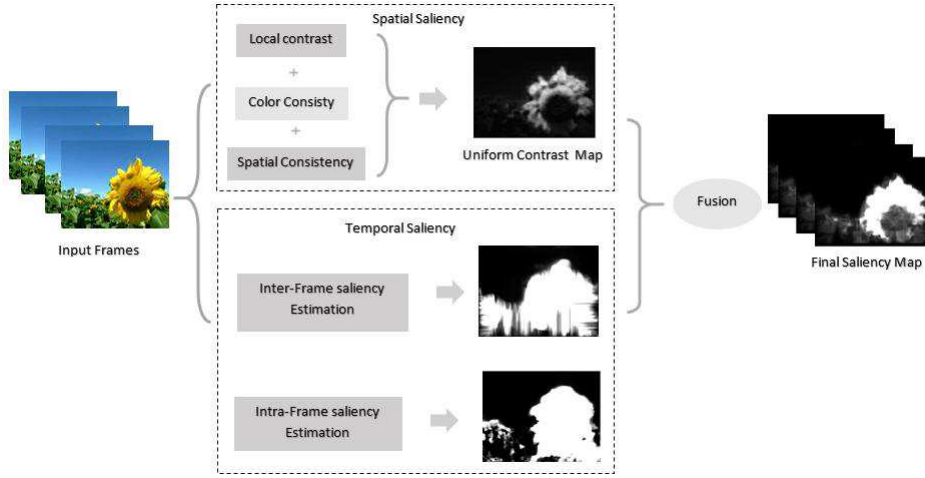 Spatial Saliency
Local contrast
+
Color Consisty
+
Spatial Consistency
Uniform Contrast Map
Input Frames
Temporal Saliency
Inter-Frame saliency
Estimation
Intra-Frame saliency
Estimation
Fusion
Final Saliency Map